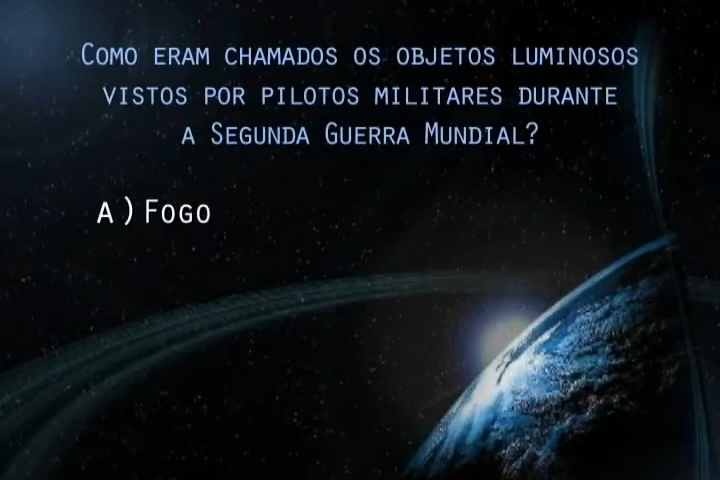 Como eram chamados os objetos luminosos
vistos por pilotos militares durante
a Segunda Guerra Mundial?
A) Fogo